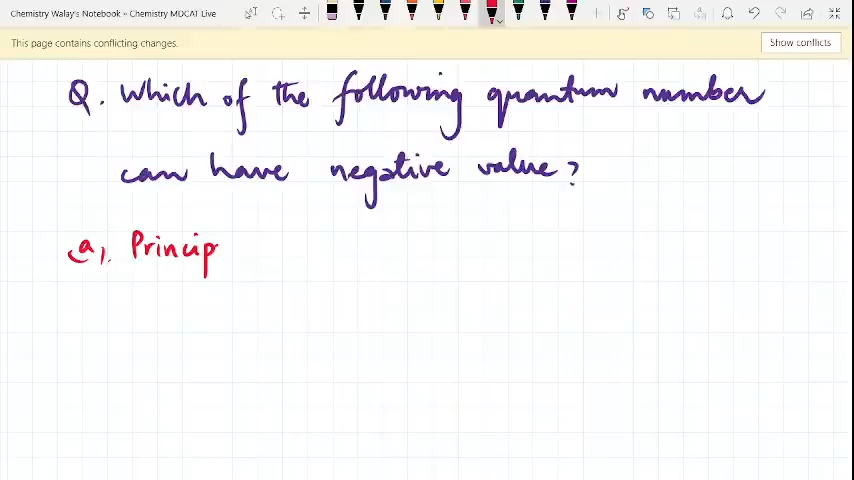 Chemistry Walay's Notebook » Chemistry MDCAT Live
This page contains conflicting changes.
Show conflicts
Q. Which of the following quantum number
can have negative value?
(a). Princip